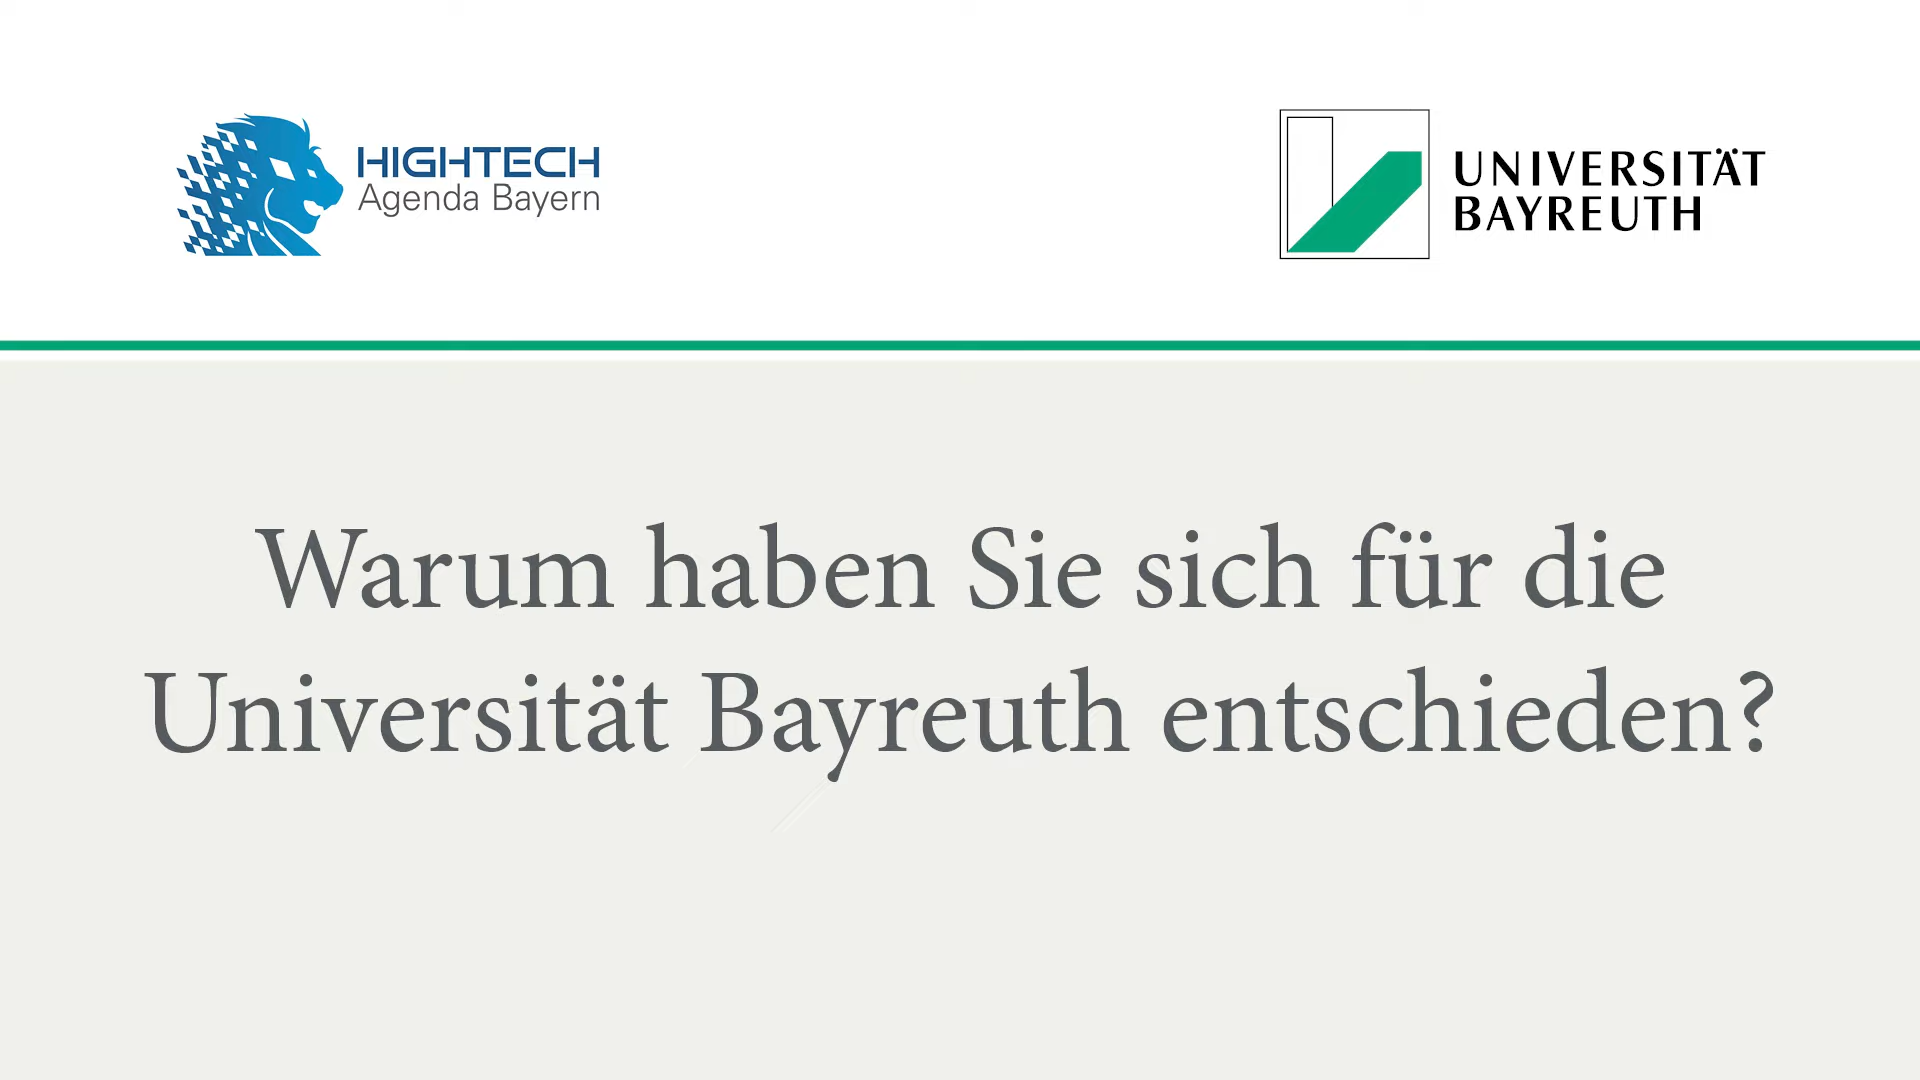 HIGHTECH
Agenda Bayern
UNIVERSITÄT
BAYREUTH
Warum haben Sie sich für die
Universität Bayreuth entschieden?